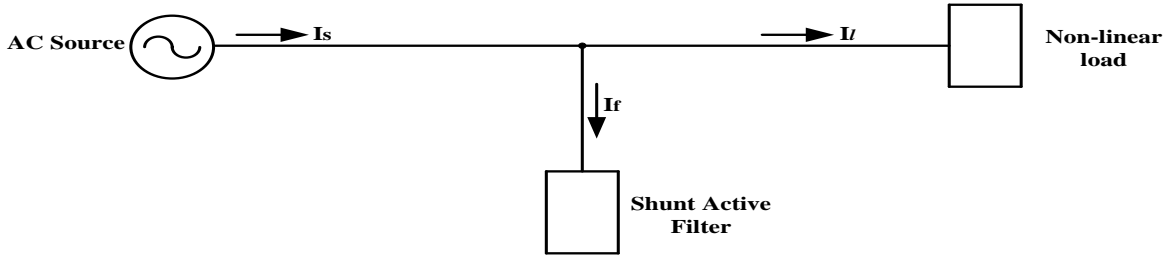 AC Source
Is
Il
Non-linear
load
If
Shunt Active
Filter